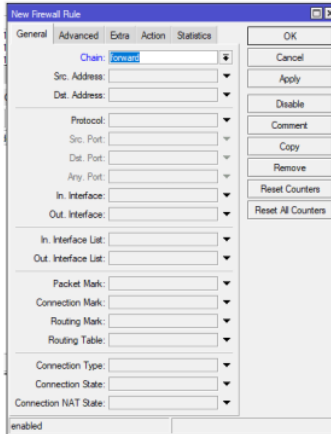 New Firewall Rule
General Advanced Extra Action Statistics
OK
Chain: forward
Cancel
Src. Address:
Apply
Dst. Address:
Disable
Protocol:
Comment
Src. Port:
Copy
Dst. Port:
Remove
Any. Port:
Reset Counters
In. Interface:
Reset All Counters
Out. Interface:
In. Interface List:
Out. Interface List:
Packet Mark:
Connection Mark:
Routing Mark:
Routing Table:
Connection Type:
Connection State:
Connection NAT State:
enabled